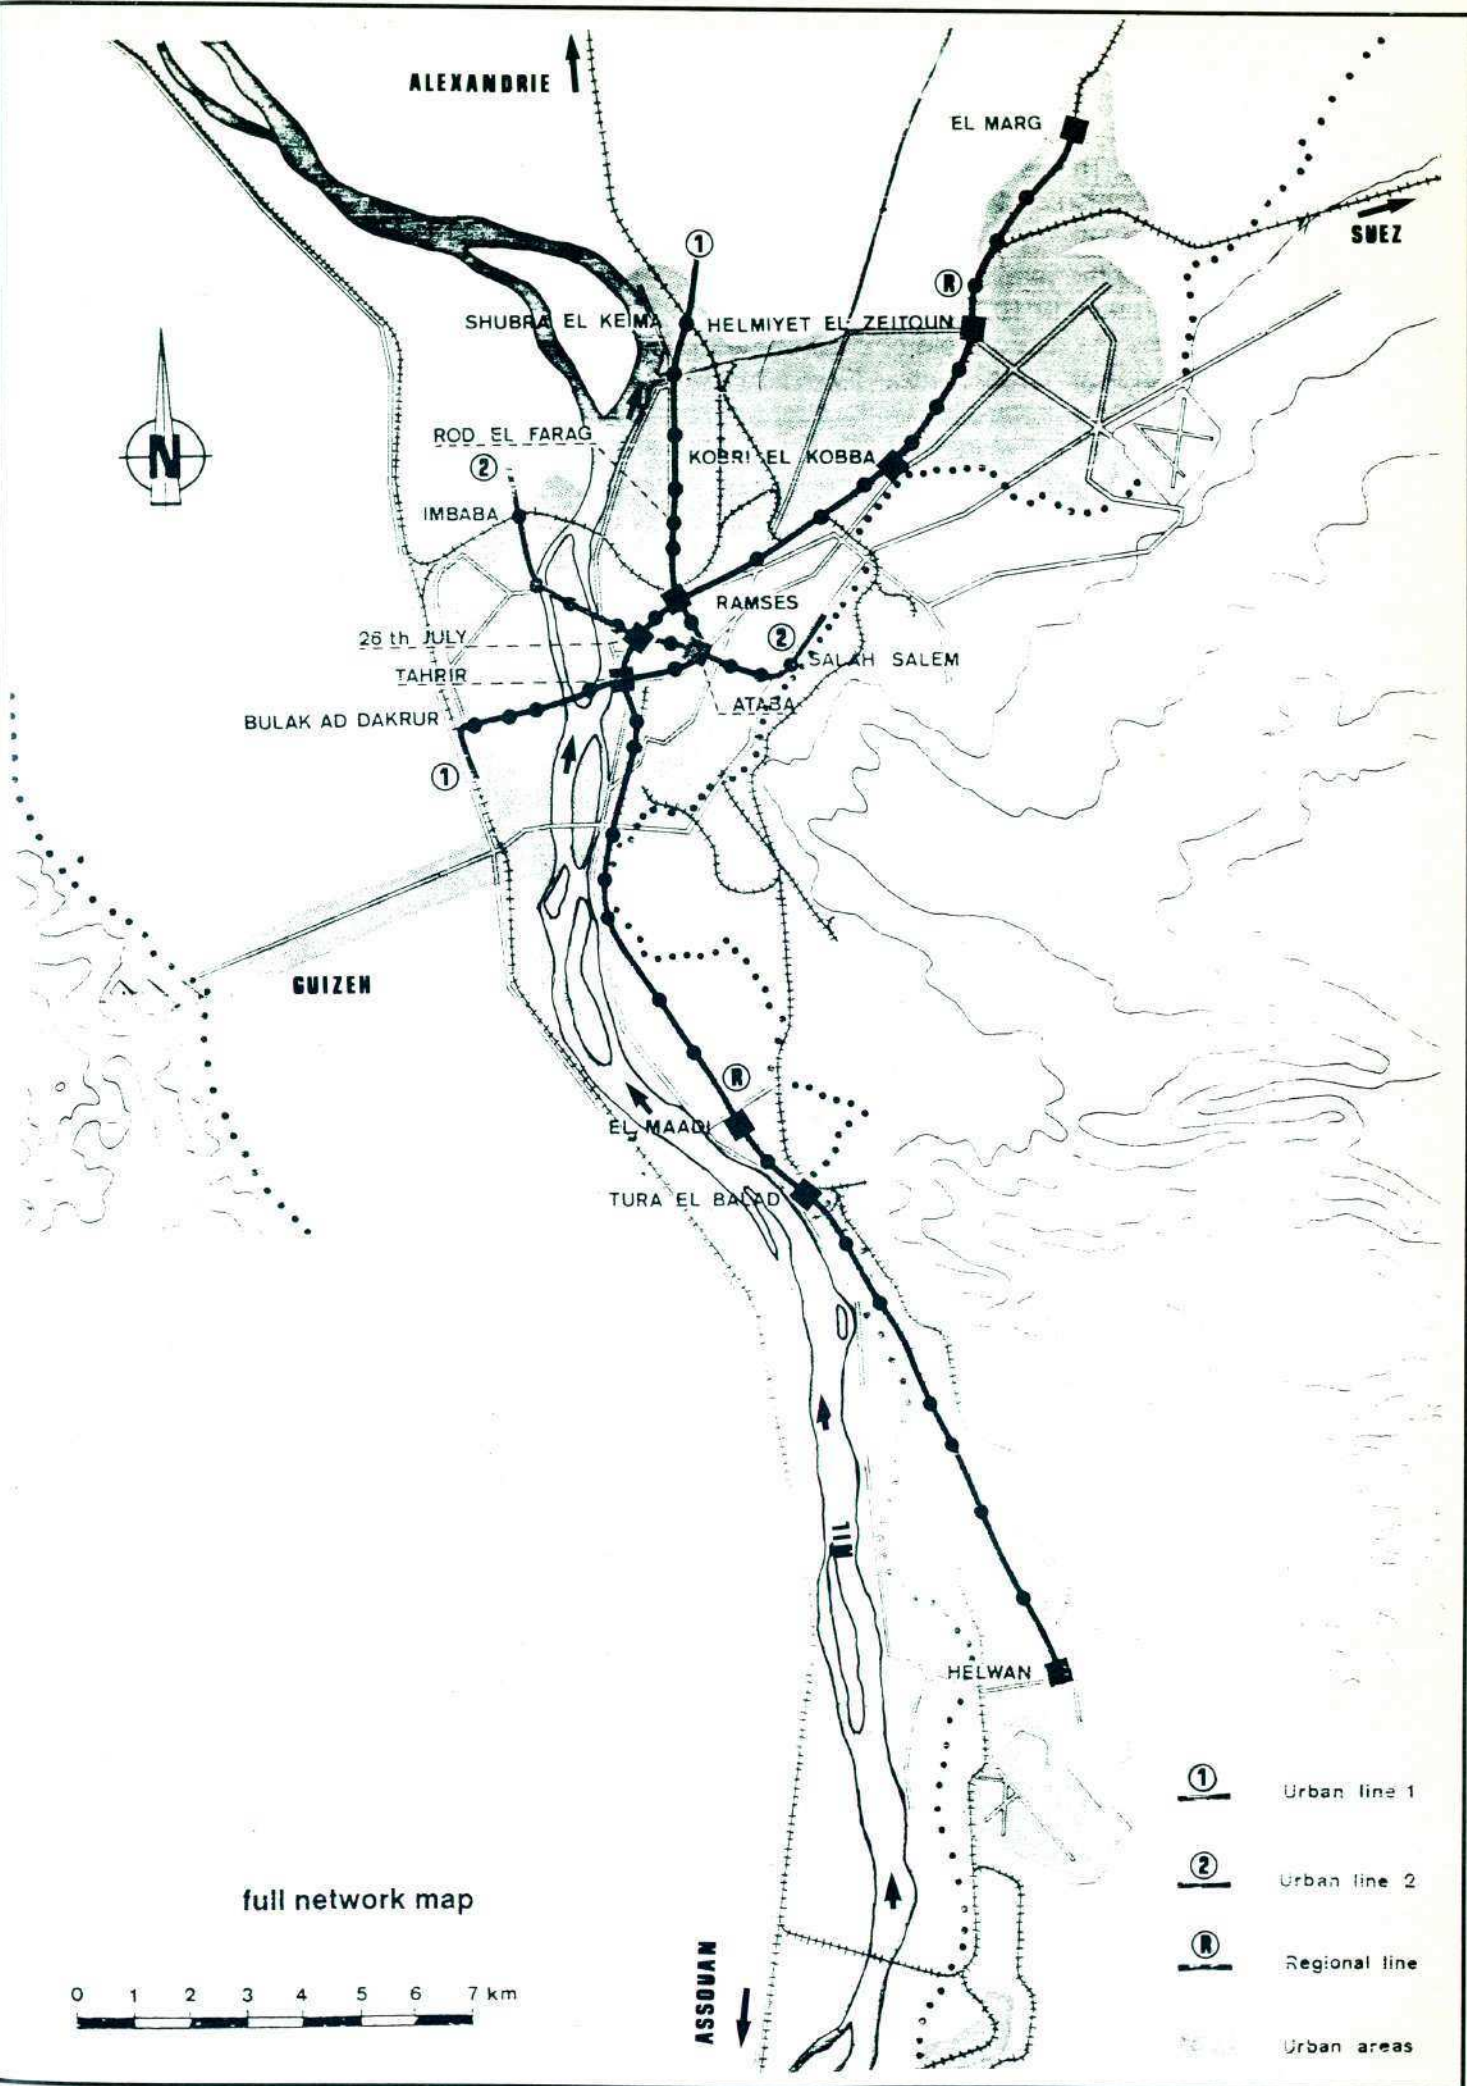 ALEXANDRIE
EL MARG
SUEZ
1
R
SHUBRA EL KEIMA
HELMIYET EL ZEITOUN
N
ROD EL FARAG
2
KOBRI EL KOBBA
IMBABA
RAMSES
26 th JULY
2
SALAH SALEM
TAHRIR
ATABA
BULAK AD DAKRUR
1
GUIZEH
R
EL MAADI
TURA EL BALAD
NIL
HELWAN
1 Urban line 1
2 Urban line 2
R Regional line
Urban areas
full network map
0 1 2 3 4 5 6 7 km
ASSOUAN